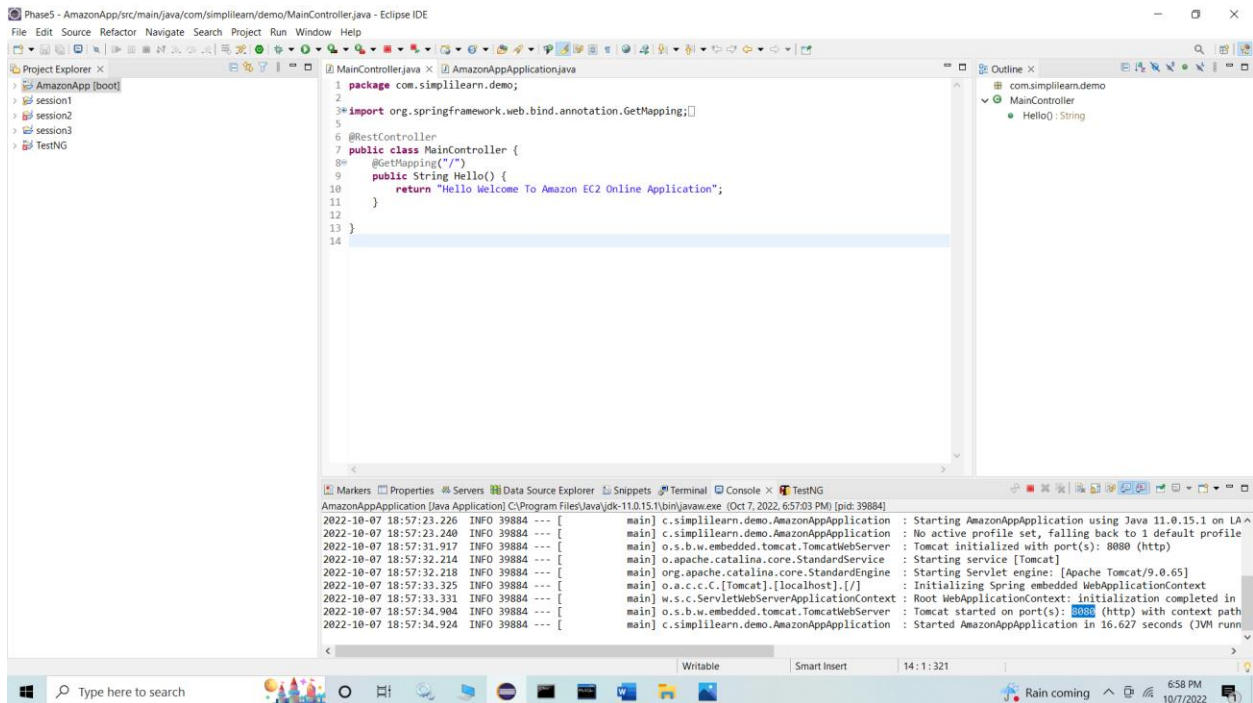 Phase5 - AmazonApp/src/main/java/com/simplilearn/demo/MainController.java - Eclipse IDE
File Edit Source Refactor Navigate Search Project Run Window Help
Project Explorer
AmazonApp [boot]
session1
session2
session3
TestNG
MainController.java AmazonAppApplication.java
1 package com.simplilearn.demo;
2
3 import org.springframework.web.bind.annotation.GetMapping;
5
6 @RestController
7 public class MainController {
8 @GetMapping("/")
9 public String Hello() {
10 return "Hello Welcome To Amazon EC2 Online Application";
11 }
12
13 }
14
Outline
com.simplilearn.demo
MainController
Hello() : String
Markers Properties Servers Data Source Explorer Snippets Terminal Console TestNG
AmazonAppApplication [Java Application] C:\Program Files\Java\jdk-11.0.15.1\bin\javaw.exe (Oct 7, 2022, 6:57:03 PM) [pid: 39884]
2022-10-07 18:57:23.226 INFO 39884 --- [ main] c.simplilearn.demo.AmazonAppApplication : Starting AmazonAppApplication using Java 11.0.15.1 on LA
2022-10-07 18:57:23.240 INFO 39884 --- [ main] c.simplilearn.demo.AmazonAppApplication : No active profile set, falling back to 1 default profile
2022-10-07 18:57:31.917 INFO 39884 --- [ main] o.s.b.w.embedded.tomcat.TomcatWebServer : Tomcat initialized with port(s): 8080 (http)
2022-10-07 18:57:32.214 INFO 39884 --- [ main] o.apache.catalina.core.StandardService : Starting service [Tomcat]
2022-10-07 18:57:32.218 INFO 39884 --- [ main] org.apache.catalina.core.StandardEngine : Starting Servlet engine: [Apache Tomcat/9.0.65]
2022-10-07 18:57:33.325 INFO 39884 --- [ main] o.a.c.c.C.[Tomcat].[localhost].[/] : Initializing Spring embedded WebApplicationContext
2022-10-07 18:57:33.331 INFO 39884 --- [ main] w.s.c.ServletWebServerApplicationContext : Root WebApplicationContext: initialization completed in
2022-10-07 18:57:34.904 INFO 39884 --- [ main] o.s.b.w.embedded.tomcat.TomcatWebServer : Tomcat started on port(s): 8080 (http) with context path
2022-10-07 18:57:34.924 INFO 39884 --- [ main] c.simplilearn.demo.AmazonAppApplication : Started AmazonAppApplication in 16.627 seconds (JVM runn
Writable Smart Insert 14 : 1 : 321
Type here to search
Rain coming
6:58 PM
10/7/2022